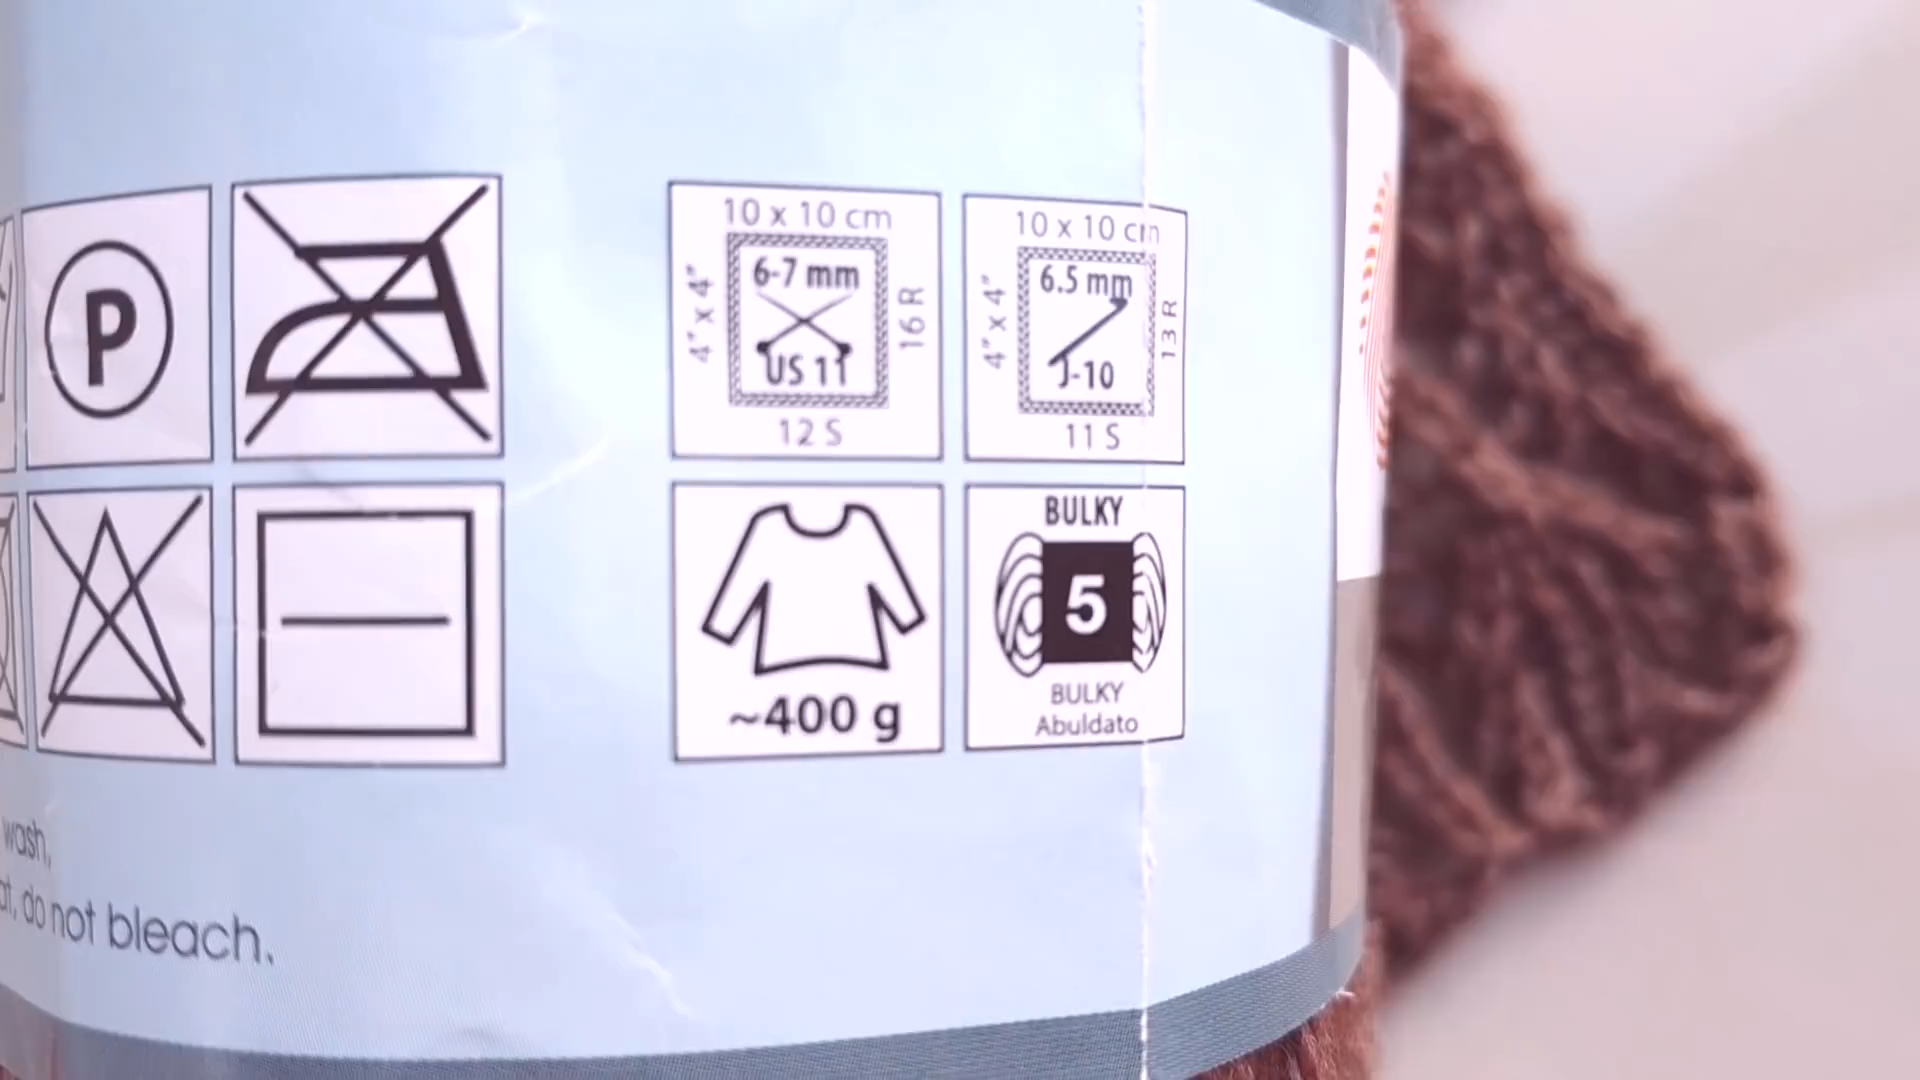 P
10 x 10 cm
4" x 4"
6-7 mm
US 11
16 R
12 S
10 x 10 cm
4" x 4"
6.5 mm
J-10
13 R
11 S
~400 g
BULKY
5
BULKY
Abuldato
wash,
do not bleach.